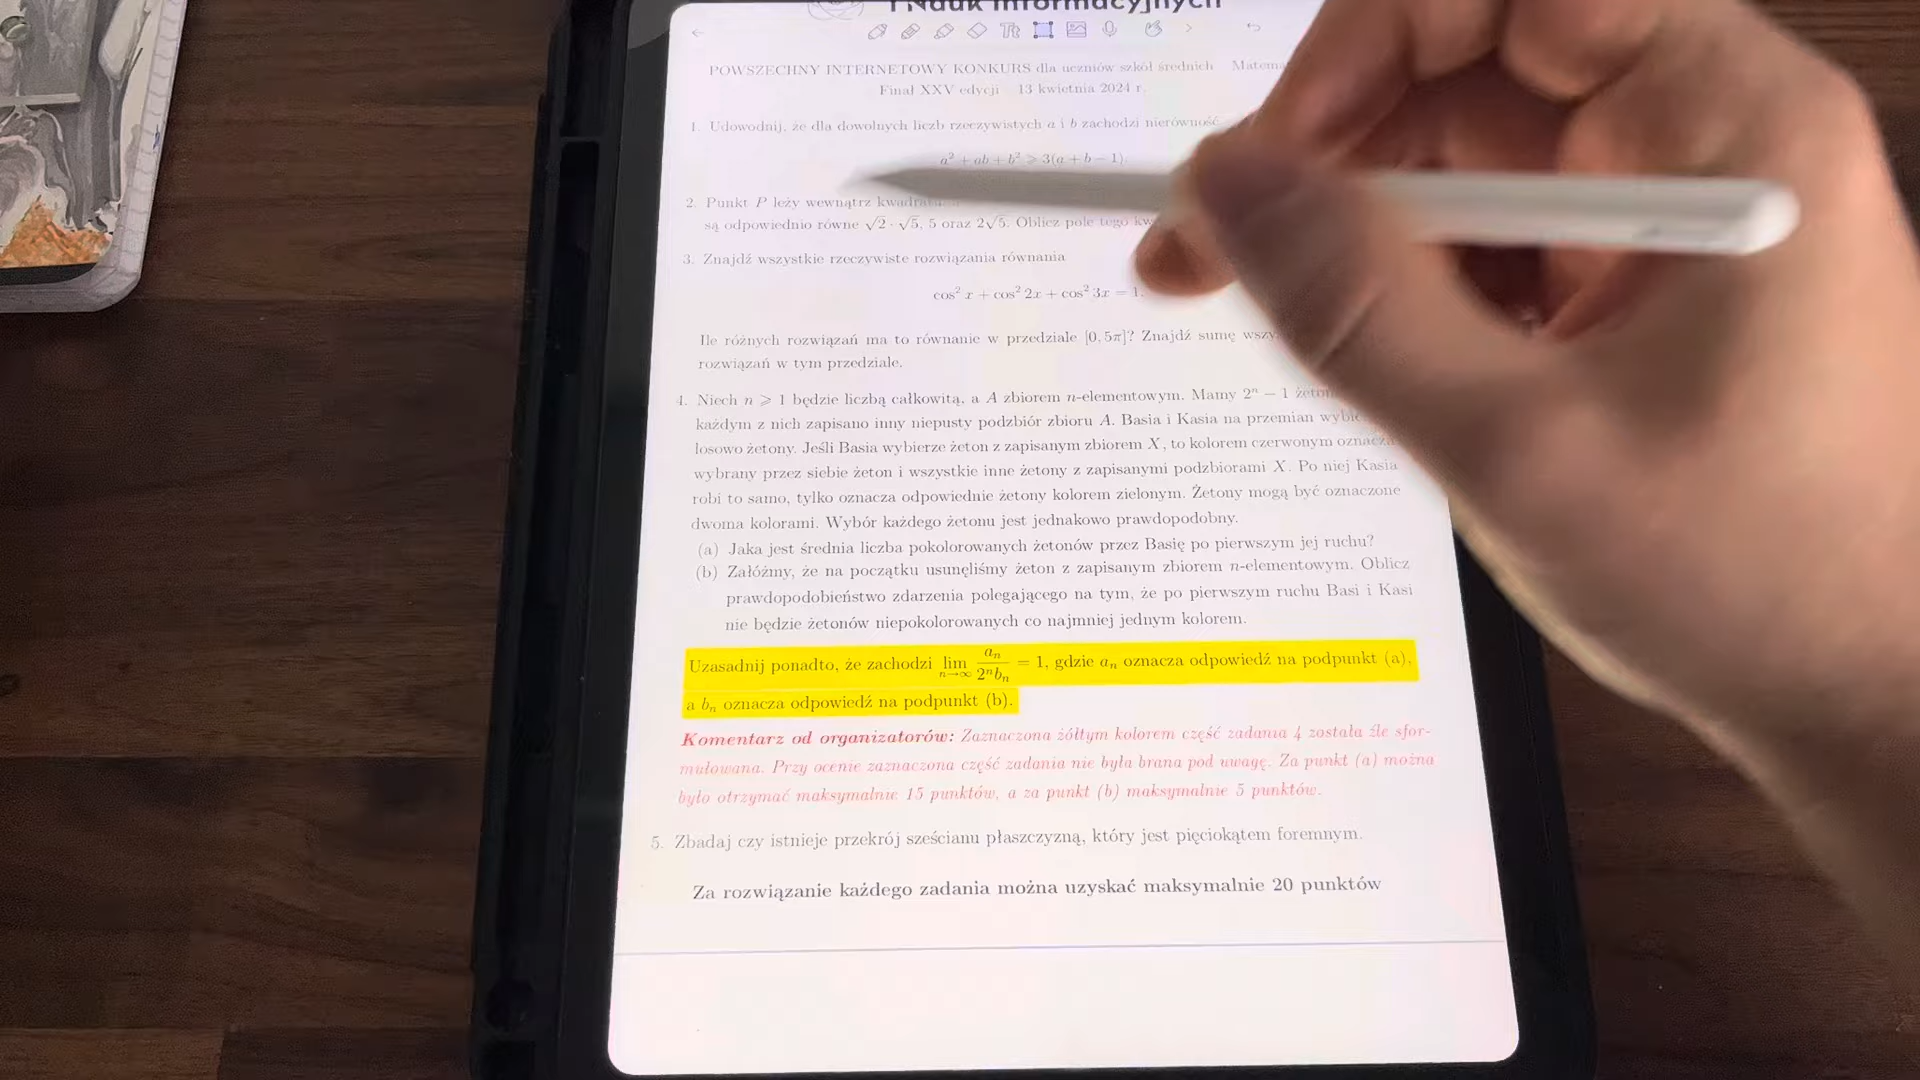 i Nauk Informacyjnych
POWSZECHNY INTERNETOWY KONKURS dla uczniów szkół średnich
Finał XXV edycji 13 kwietnia 2024 r.
1. Udowodnij, że dla dowolnych liczb rzeczywistych a i b zachodzi nierówność
a² + ab + b² ⩾ 3(a + b − 1).
2. Punkt P leży wewnątrz kwadratu
są odpowiednio równe √2 · √5, 5 oraz 2√5. Oblicz pole tego
3. Znajdź wszystkie rzeczywiste rozwiązania równania
cos² x + cos² 2x + cos² 3x = 1.
Ile różnych rozwiązań ma to równanie w przedziale [0, 5π]? Znajdź sumę
rozwiązań w tym przedziale.
4. Niech n ⩾ 1 będzie liczbą całkowitą, a A zbiorem n-elementowym. Mamy 2ⁿ − 1
każdym z nich zapisano inny niepusty podzbiór zbioru A. Basia i Kasia na przemian
losowo żetony. Jeśli Basia wybierze żeton z zapisanym zbiorem X, to kolorem czerwonym oznacza
wybrany przez siebie żeton i wszystkie inne żetony z zapisanymi podzbiorami X. Po niej Kasia
robi to samo, tylko oznacza odpowiednie żetony kolorem zielonym. Żetony mogą być oznaczone
dwoma kolorami. Wybór każdego żetonu jest jednakowo prawdopodobny.
(a) Jaka jest średnia liczba pokolorowanych żetonów przez Basię po pierwszym jej ruchu?
(b) Załóżmy, że na początku usunęliśmy żeton z zapisanym zbiorem n-elementowym. Oblicz
prawdopodobieństwo zdarzenia polegającego na tym, że po pierwszym ruchu Basi i Kasi
nie będzie żetonów niepokolorowanych co najmniej jednym kolorem.
Uzasadnij ponadto, że zachodzi lim n→∞ aₙ/2ⁿbₙ = 1, gdzie aₙ oznacza odpowiedź na podpunkt (a),
a bₙ oznacza odpowiedź na podpunkt (b).
Komentarz od organizatorów: Zaznaczona żółtym kolorem część zadania 4 została źle sfor-
mułowana. Przy ocenie zaznaczona część zadania nie była brana pod uwagę. Za punkt (a) można
było otrzymać maksymalnie 15 punktów, a za punkt (b) maksymalnie 5 punktów.
5. Zbadaj czy istnieje przekrój sześcianu płaszczyzną, który jest pięciokątem foremnym.
Za rozwiązanie każdego zadania można uzyskać maksymalnie 20 punktów